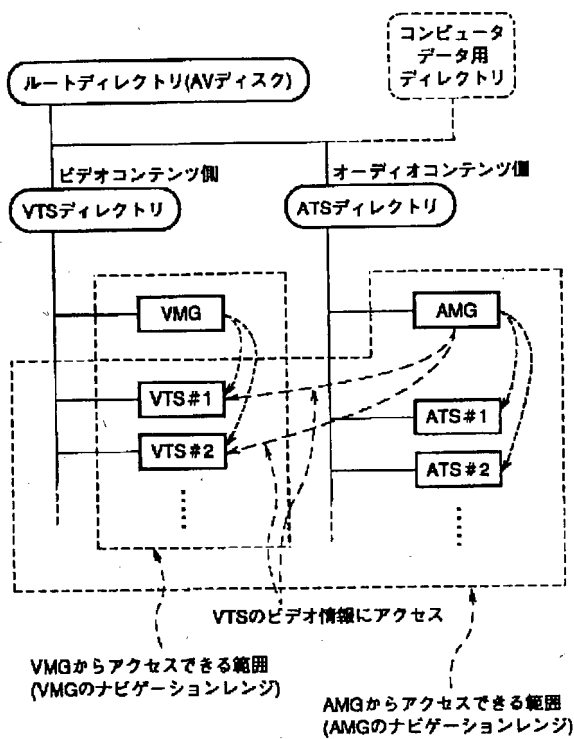 コンピュータ
データ用
ディレクトリ
ルートディレクトリ(AVディスク)
ビデオコンテンツ側
オーディオコンテンツ側
VTSディレクトリ
ATSディレクトリ
VMG
AMG
VTS#1
ATS#1
VTS#2
ATS#2
VTSのビデオ情報にアクセス
VMGからアクセスできる範囲
(VMGのナビゲーションレンジ)
AMGからアクセスできる範囲
(AMGのナビゲーションレンジ)